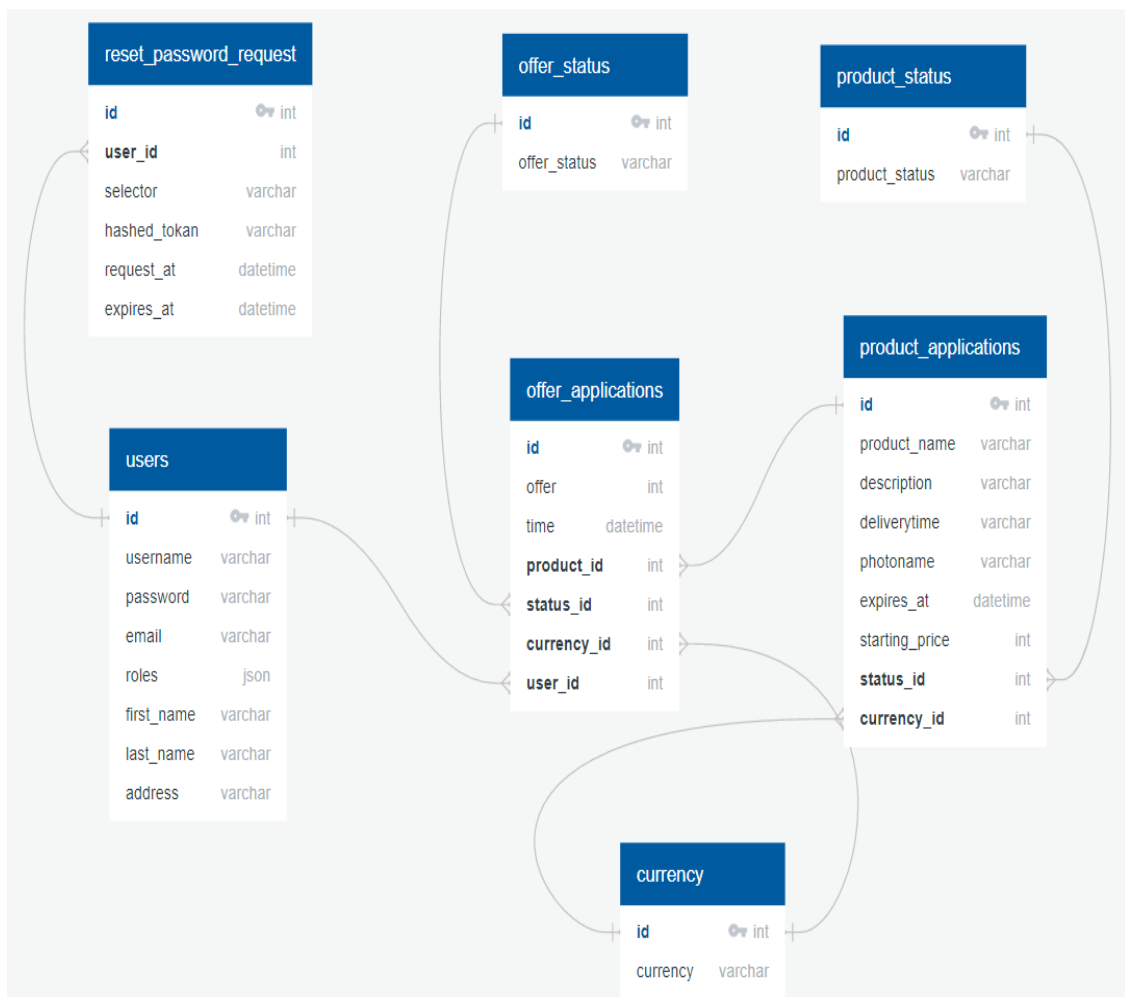 reset_password_request
id int
user_id int
selector varchar
hashed_tokan varchar
request_at datetime
expires_at datetime
offer_status
id int
offer_status varchar
product_status
id int
product_status varchar
users
id int
username varchar
password varchar
email varchar
roles json
first_name varchar
last_name varchar
address varchar
offer_applications
id int
offer int
time datetime
product_id int
status_id int
currency_id int
user_id int
product_applications
id int
product_name varchar
description varchar
deliverytime varchar
photoname varchar
expires_at datetime
starting_price int
status_id int
currency_id int
currency
id int
currency varchar